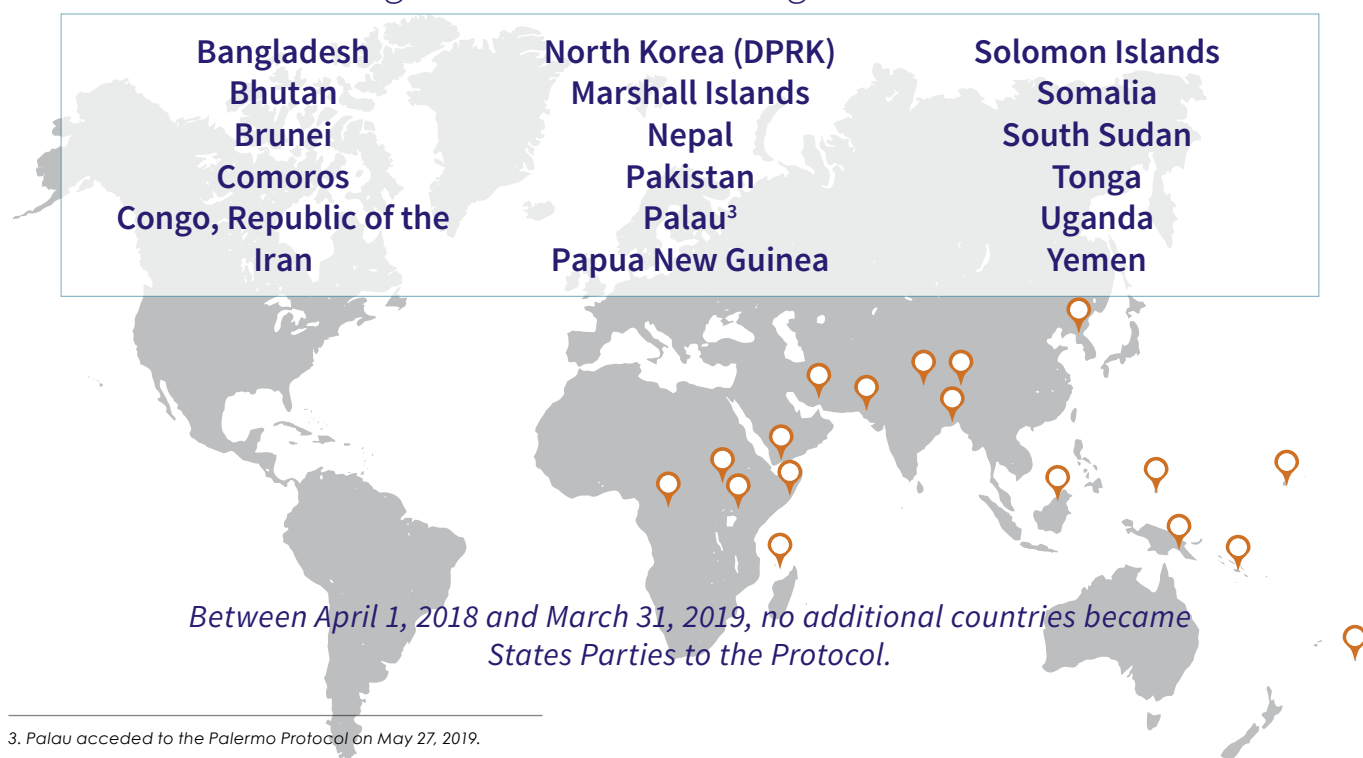 Bangladesh
Bhutan
Brunei
Comoros
Congo, Republic of the
Iran
North Korea (DPRK)
Marshall Islands
Nepal
Pakistan
Palau³
Papua New Guinea
Solomon Islands
Somalia
South Sudan
Tonga
Uganda
Yemen
Between April 1, 2018 and March 31, 2019, no additional countries became
States Parties to the Protocol.
3. Palau acceded to the Palermo Protocol on May 27, 2019.